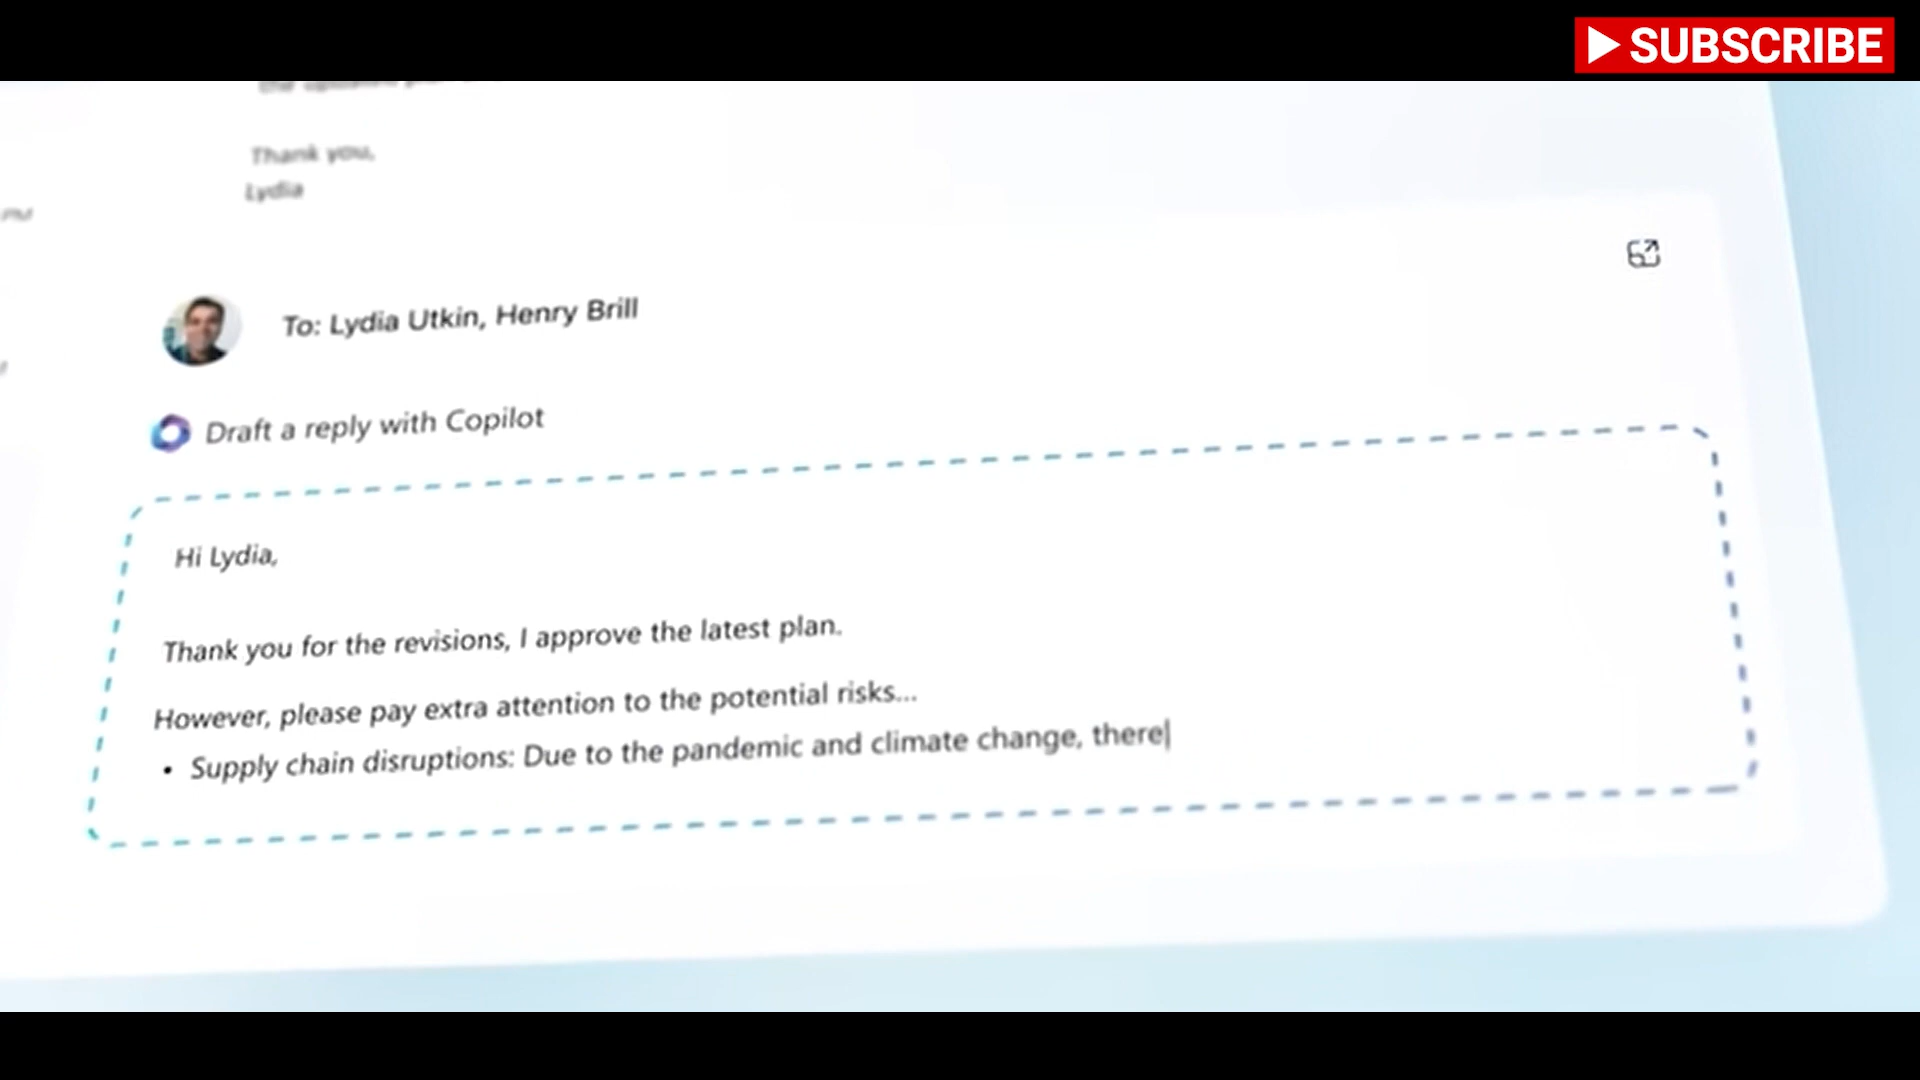 SUBSCRIBE
Thank you,
Lydia
PM
To: Lydia Utkin, Henry Brill
Draft a reply with Copilot
Hi Lydia,
Thank you for the revisions, I approve the latest plan.
However, please pay extra attention to the potential risks...
• Supply chain disruptions: Due to the pandemic and climate change, there